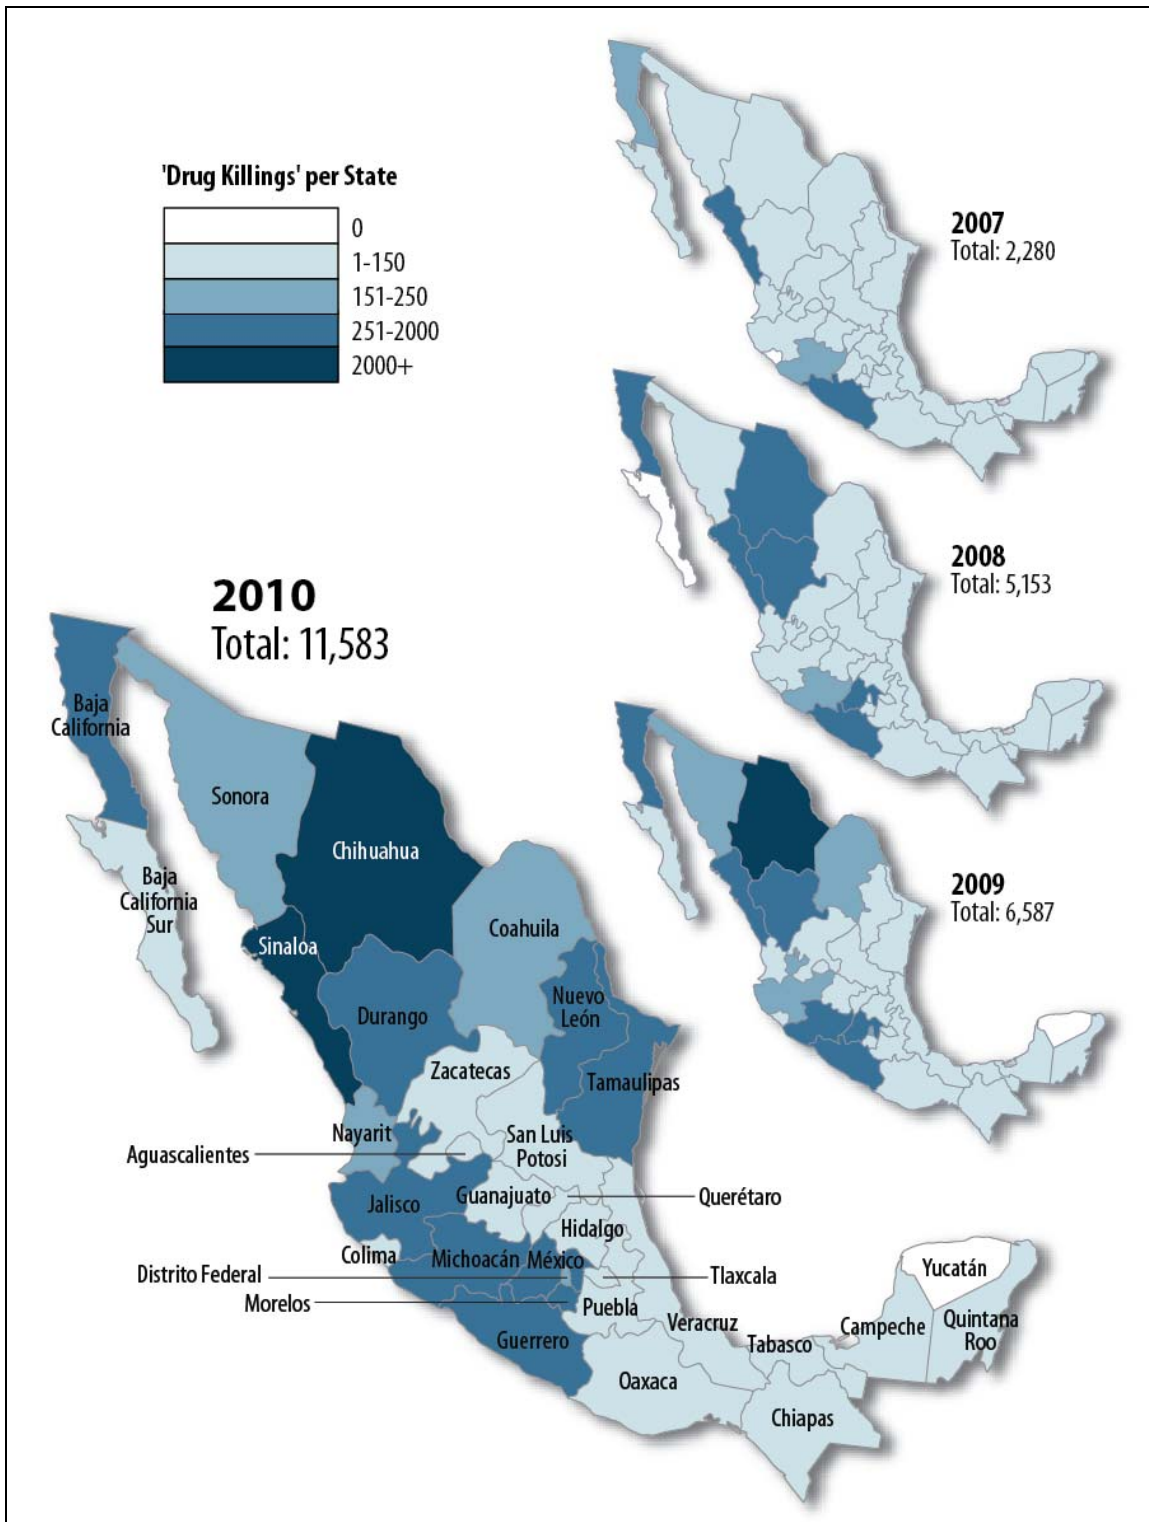 'Drug Killings' per State
0
1-150
151-250
251-2000
2000+
2007
Total: 2,280
2008
Total: 5,153
2009
Total: 6,587
2010
Total: 11,583
Baja
California
Sonora
Chihuahua
Baja
California
Sur
Sinaloa
Coahuila
Durango
Nuevo
León
Zacatecas
Tamaulipas
Nayarit
San Luis
Potosi
Aguascalientes
Jalisco
Guanajuato
Querétaro
Hidalgo
Colima
Michoacán
México
Distrito Federal
Tlaxcala
Morelos
Puebla
Guerrero
Veracruz
Tabasco
Campeche
Yucatán
Quintana
Roo
Oaxaca
Chiapas